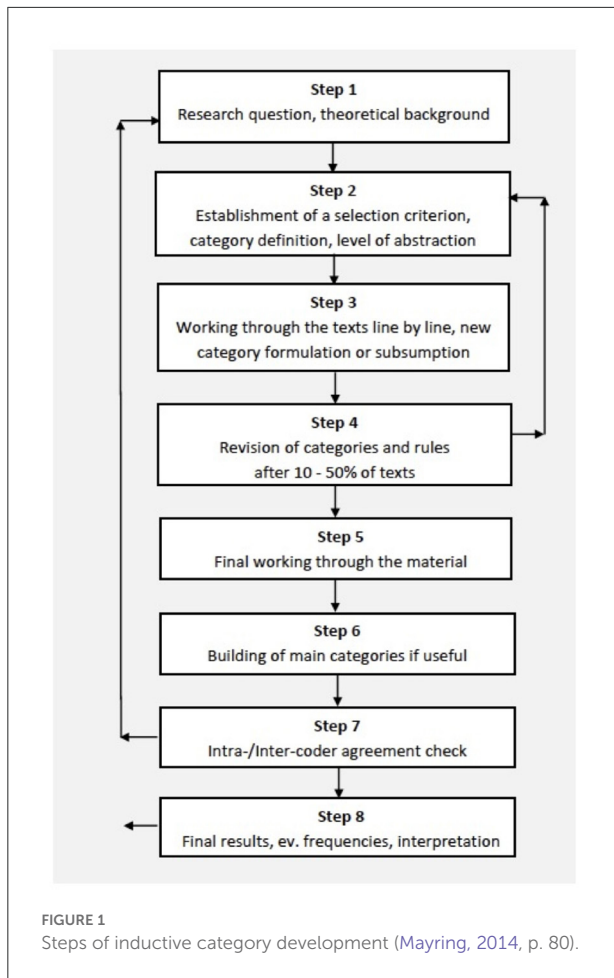 Step 1
Research question, theoretical background
Step 2
Establishment of a selection criterion,
category definition, level of abstraction
Step 3
Working through the texts line by line, new
category formulation or subsumption
Step 4
Revision of categories and rules
after 10 - 50% of texts
Step 5
Final working through the material
Step 6
Building of main categories if useful
Step 7
Intra-/Inter-coder agreement check
Step 8
Final results, ev. frequencies, interpretation
FIGURE 1
Steps of inductive category development (Mayring, 2014, p. 80).